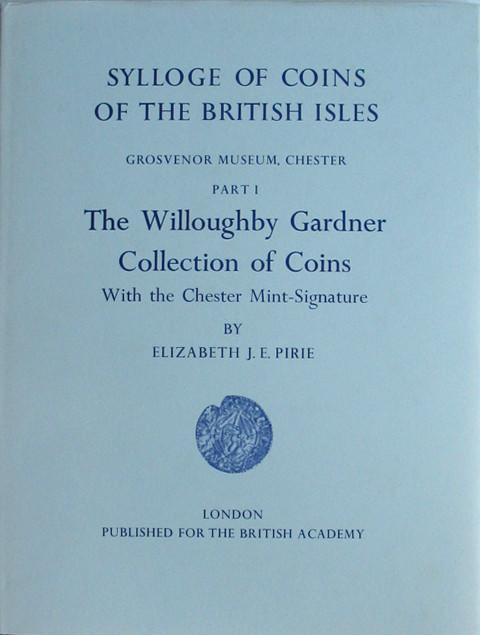 SYLLOGE OF COINS
OF THE BRITISH ISLES
GROSVENOR MUSEUM, CHESTER
PART I
The Willoughby Gardner
Collection of Coins
With the Chester Mint-Signature
BY
ELIZABETH J. E. PIRIE
LONDON
PUBLISHED FOR THE BRITISH ACADEMY